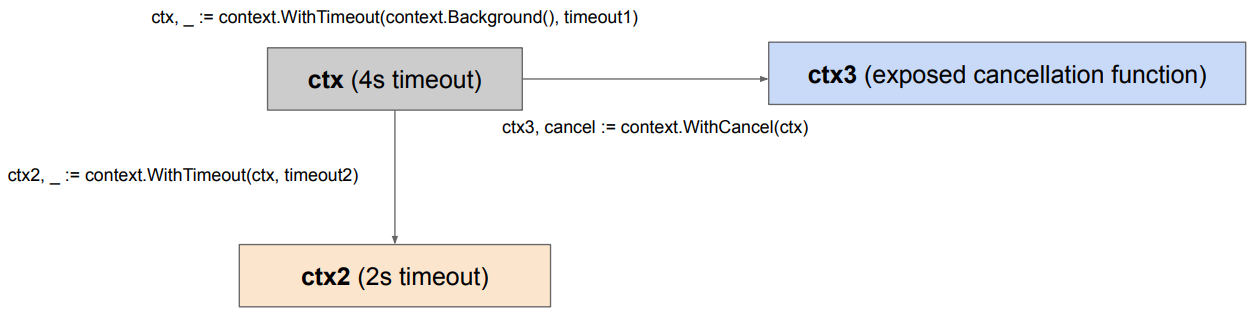 ctx, _ := context.WithTimeout(context.Background(), timeout1)
ctx (4s timeout)
ctx3 (exposed cancellation function)
ctx3, cancel := context.WithCancel(ctx)
ctx2, _ := context.WithTimeout(ctx, timeout2)
ctx2 (2s timeout)